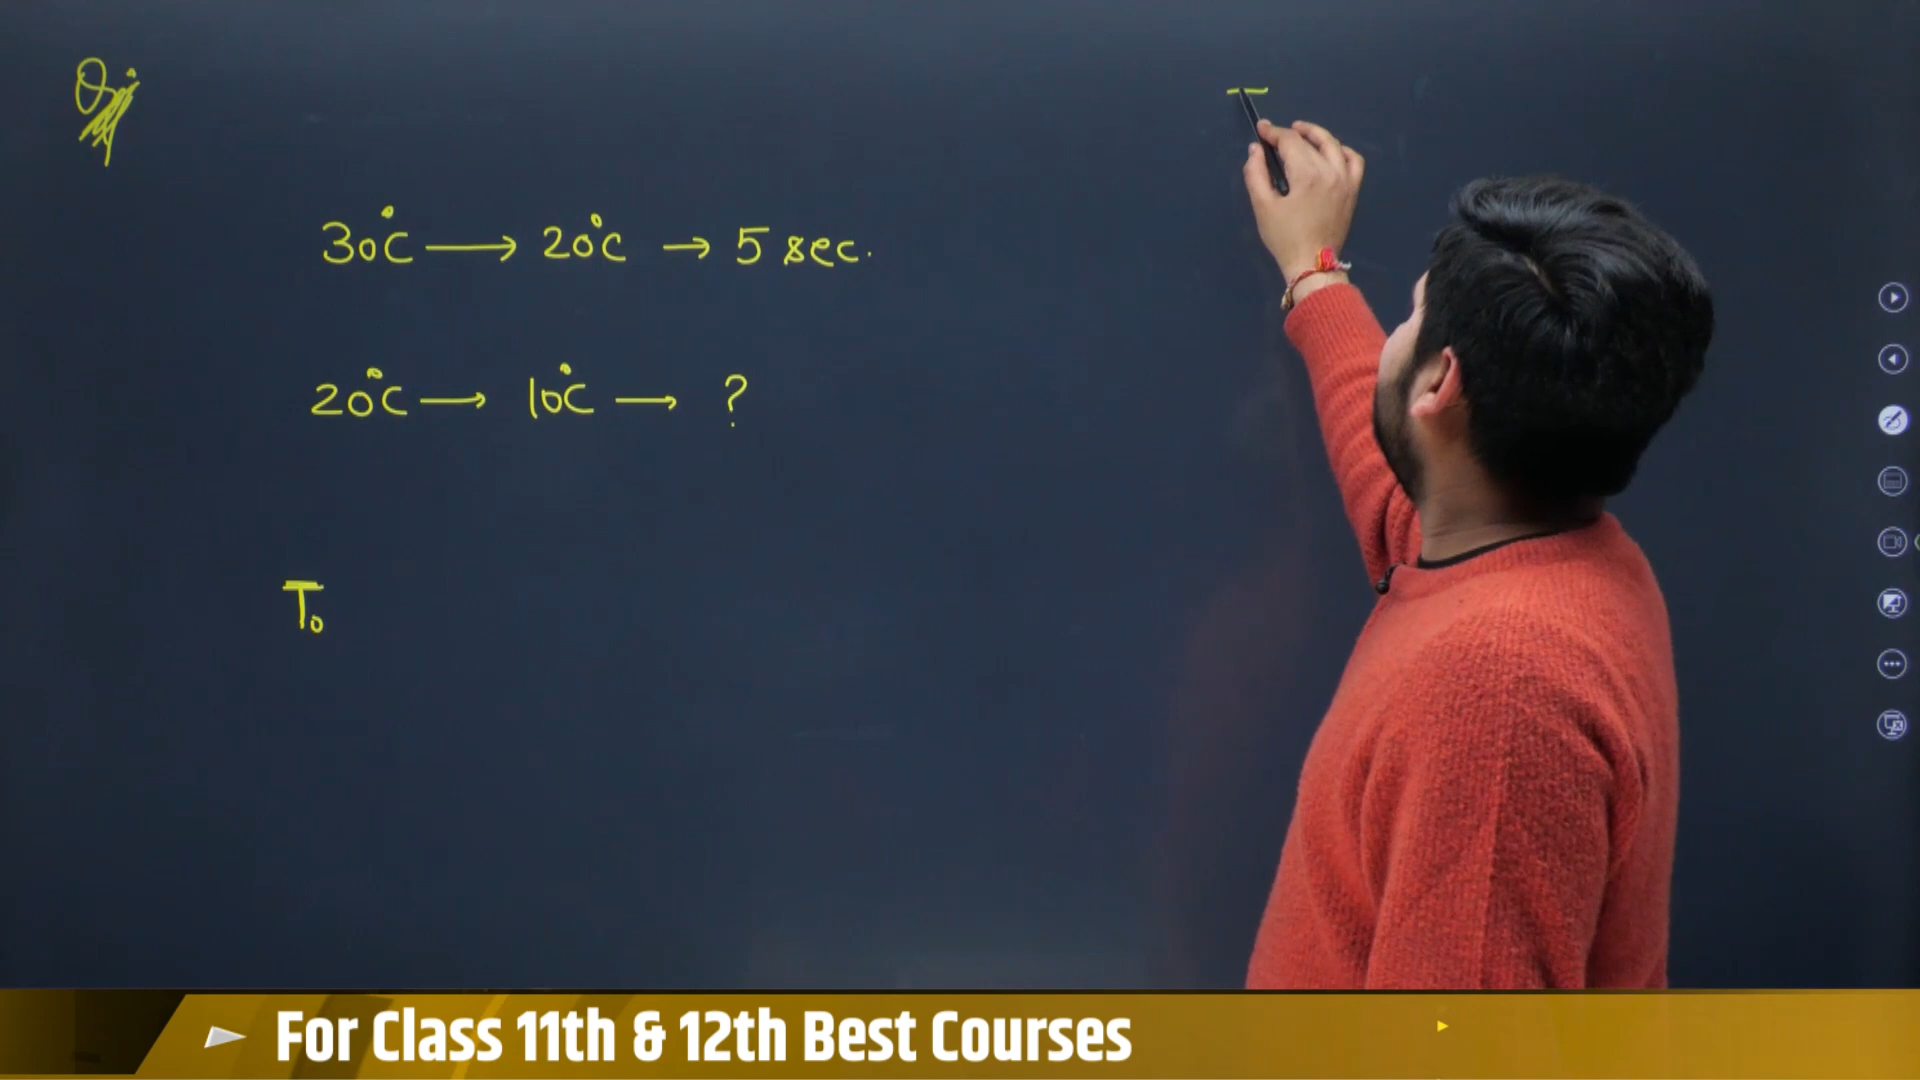 30°C → 20°C → 5 sec.
20°C → 10°C → ?
T₀
For Class 11th & 12th Best Courses